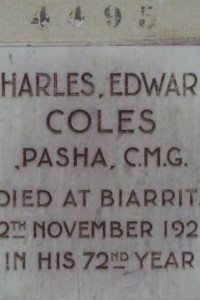 4495
HARLES, EDWAR
COLES
,PASHA, C.M.G.
DIED AT BIARRIT
2TH NOVEMBER 192
IN HIS 72ND YEAR